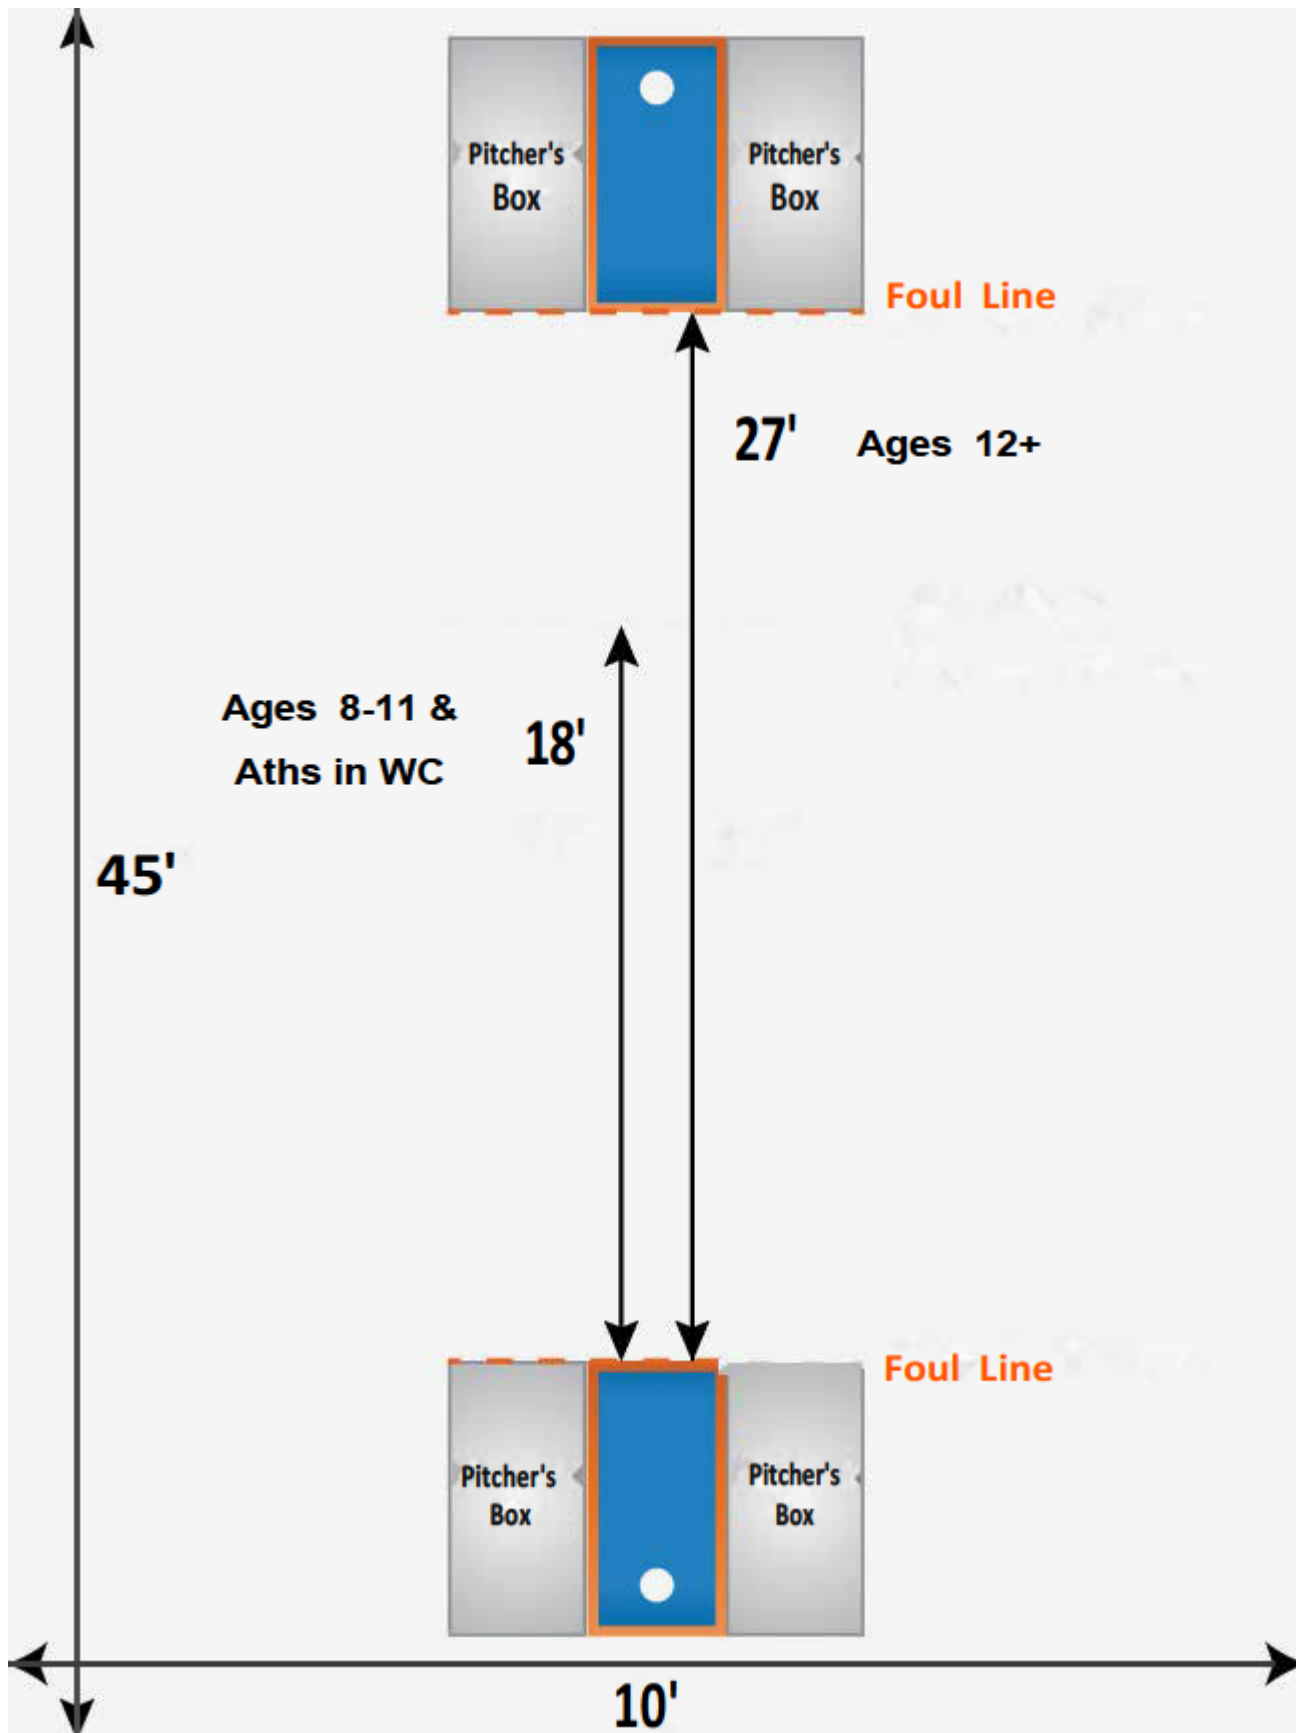 Pitcher's
Box
Pitcher's
Box
Foul Line
27'
Ages 12+
Ages 8-11 &
Aths in WC
18'
45'
Foul Line
Pitcher's
Box
Pitcher's
Box
10'